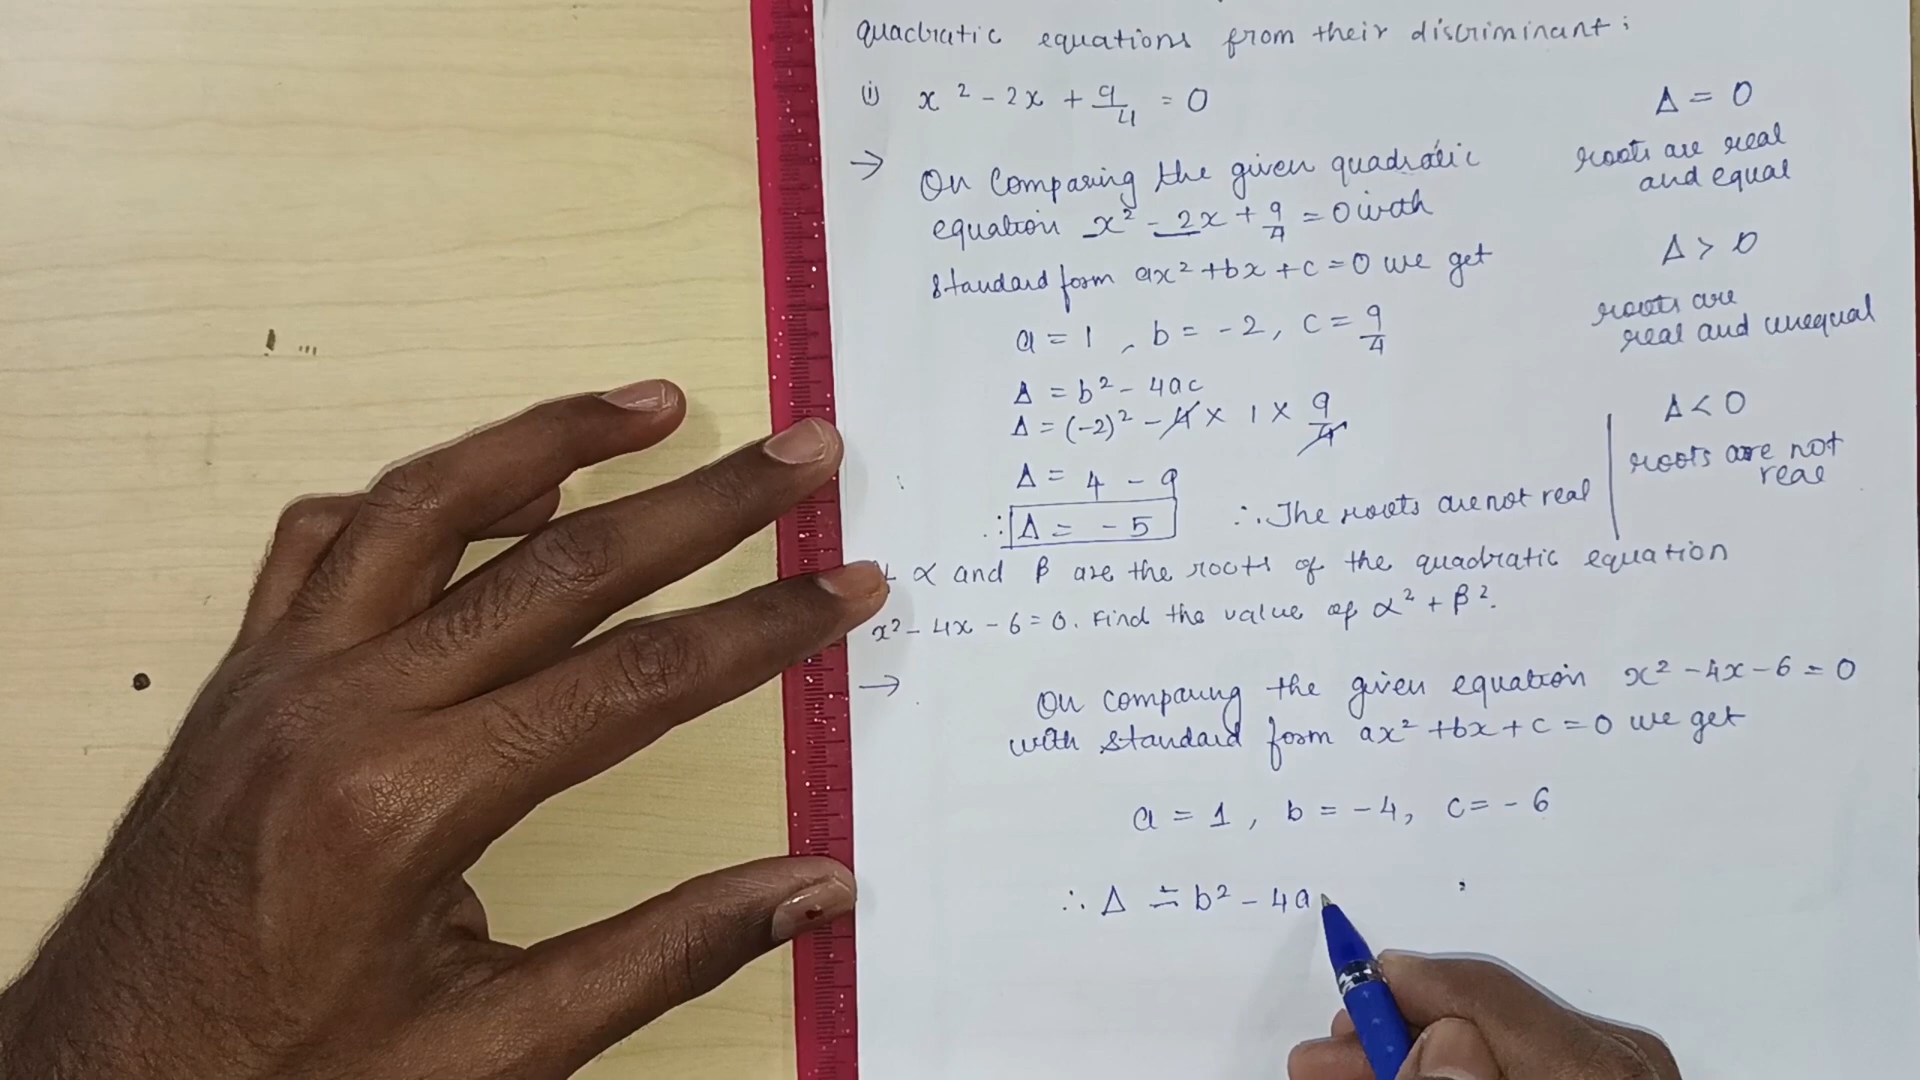 quadratic equations from their discriminant:
(i) x² - 2x + 9/4 = 0
Δ = 0
roots are real
and equal
→ On Comparing the given quadratic
equation x² - 2x + 9/4 = 0 with
Standard form ax² + bx + c = 0 we get
Δ > 0
roots are
real and unequal
a = 1, b = -2, c = 9/4
Δ = b² - 4ac
Δ = (-2)² - 4 × 1 × 9/4
Δ = 4 - 9
∴ Δ = -5
∴ The roots are not real
Δ < 0
roots are not
real
α and β are the roots of the quadratic equation
x² - 4x - 6 = 0. Find the value of α² + β².
→ On comparing the given equation x² - 4x - 6 = 0
with standard form ax² + bx + c = 0 we get
a = 1, b = -4, c = -6
∴ Δ = b² - 4a